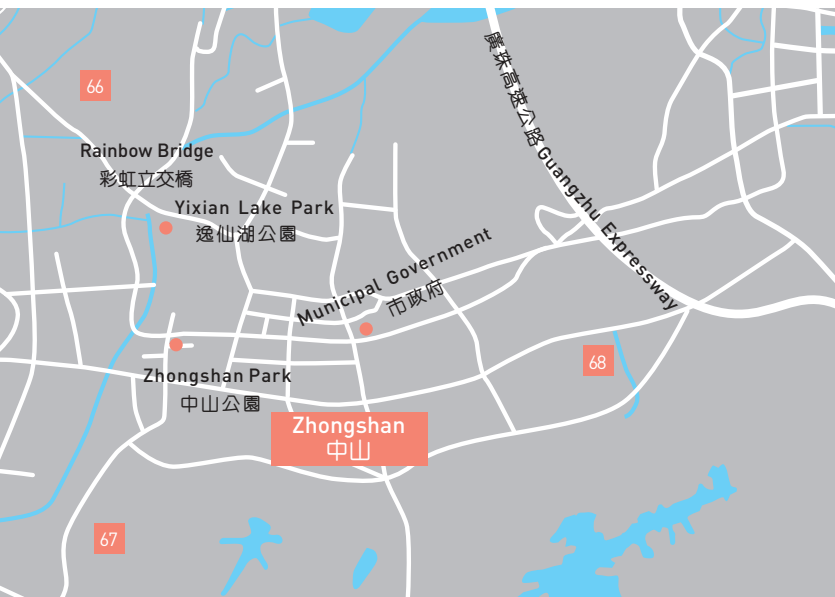 66
Rainbow Bridge
彩虹立交橋
Yixian Lake Park
逸仙湖公園
廣珠高速公路 Guangzhu Expressway
Municipal Government
市政府
Zhongshan Park
中山公園
68
Zhongshan
中山
67